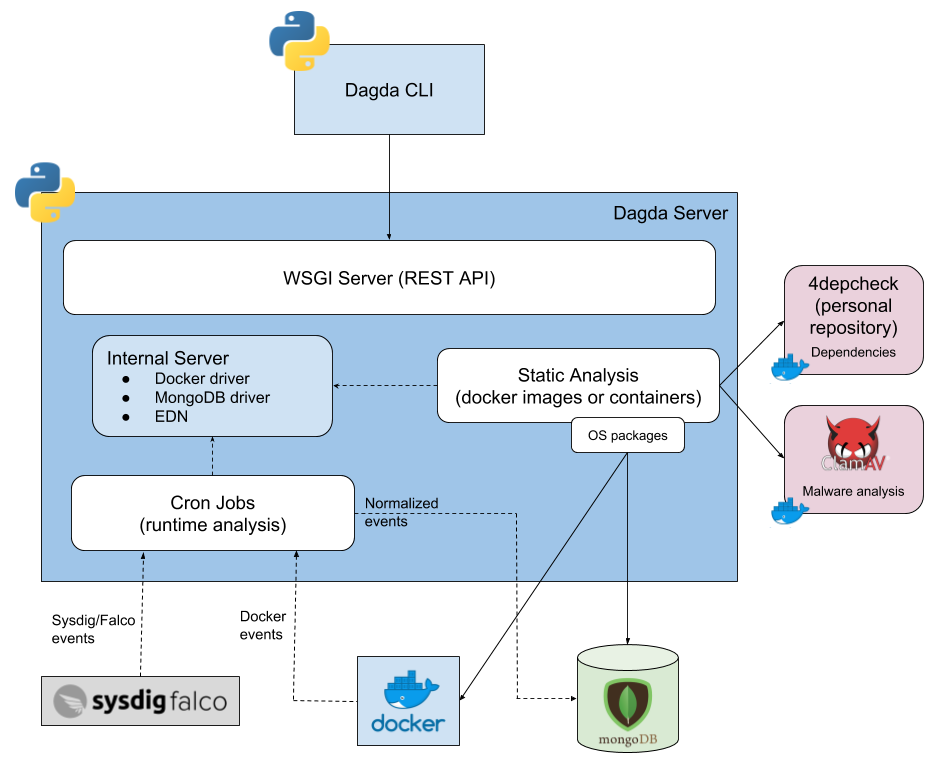 Dagda CLI
Dagda Server
WSGI Server (REST API)
4depcheck
(personal
repository)
Dependencies
Internal Server
● Docker driver
● MongoDB driver
● EDN
Static Analysis
(docker images or containers)
OS packages
ClamAV
Malware analysis
Cron Jobs
(runtime analysis)
Normalized
events
Sysdig/Falco
events
Docker
events
sysdig falco
docker
mongoDB